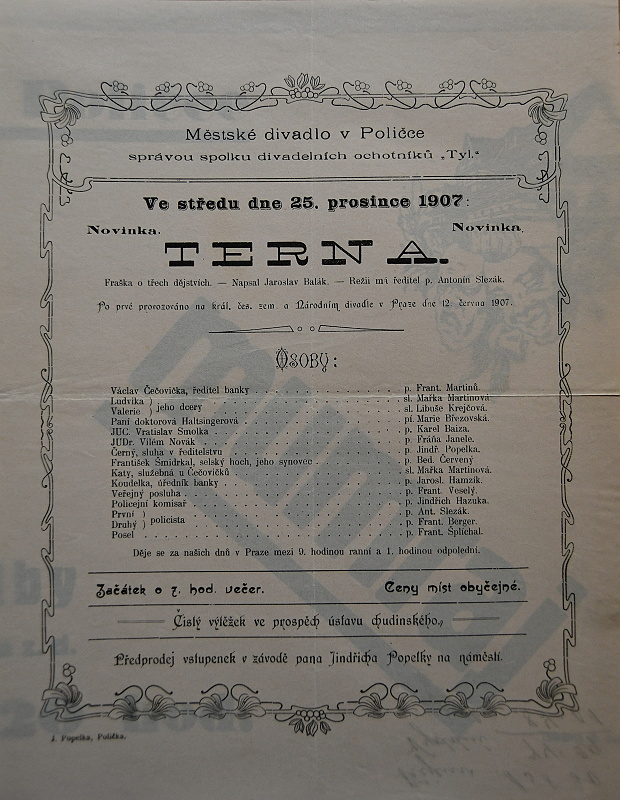 Městské divadlo v Poličce
správou spolku divadelních ochotníků „Tyl.“
Ve středu dne 25. prosince 1907:
Novinka. Novinka.
TERNA.
Fraška o třech dějstvích. — Napsal Jaroslav Balák. — Režii má ředitel p. Antonín Slezák.
Po prvé provozováno na král. čes. zem. a Národním divadle v Praze dne 12. června 1907.
Osoby:
Václav Čečovička, ředitel banky . . . p. Frant. Martinů.
Ludvika ) sl. Mařka Martinová.
Valerie ) jeho dcery . . . sl. Libuše Krejčová.
Paní doktorova Haltsingerová . . . pí. Marie Březovská.
JUC. Vratislav Smolka . . . p. Karel Baiza.
JUDr. Vilém Novák . . . p. Fráňa Janele.
Černý, sluha v ředitelství . . . p. Jindř. Popelka.
František Šmidrkal, selský hoch, jeho synovec . . . p. Bed. Červený
Katy, služebná u Čečovičků . . . sl. Mařka Martinová.
Koudelka, úředník banky . . . p. Jarosl. Hamzík.
Veřejný posluha . . . p. Frant. Veselý.
Policejní komisař . . . p. Jindřich Hazuka.
První ) . . . p. Ant. Slezák.
Druhý ) policista . . . p. Frant. Berger.
Posel . . . p. Frant. Šplíchal.
Děje se za našich dnů v Praze mezi 9. hodinou ranní a 1. hodinou odpolední.
Začátek o 7. hod. večer. Ceny míst obyčejné.
Čistý výtěžek ve prospěch ústavu chudinského.
Předprodej vstupenek v závodě pana Jindřicha Popelky na náměstí.
J. Popelka, Polička.